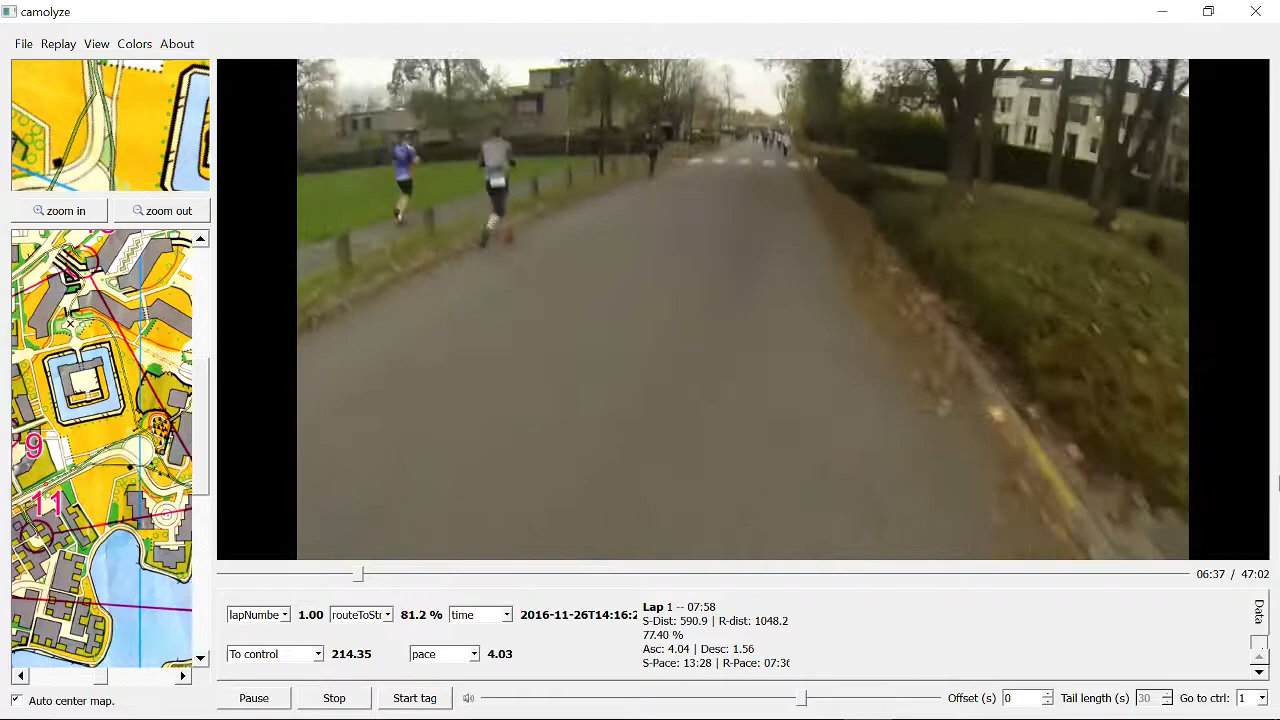 camolyze
File Replay View Colors About
zoom in zoom out
9
11
06:37 / 47:02
lapNumbe 1.00 routeToStr 81.2 % time 2016-11-26T14:16:2
To control 214.35 pace 4.03
Lap 1 -- 07:58
S-Dist: 590.9 | R-dist: 1048.2
77.40 %
Asc: 4.04 | Desc: 1.56
S-Pace: 13:28 | R-Pace: 07:36
Data
Auto center map.
Pause Stop Start tag Offset (s) 0 Tail length (s) 30 Go to ctrl: 1